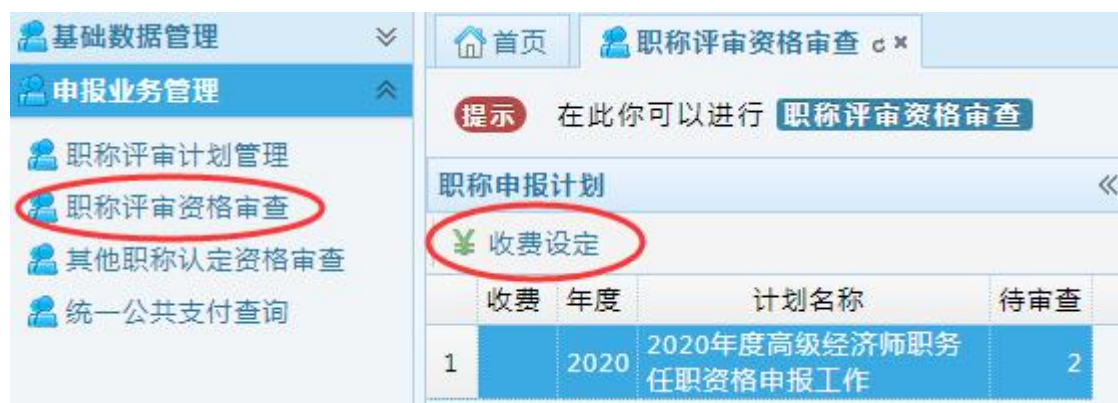 基础数据管理
申报业务管理
职称评审计划管理
职称评审资格审查
其他职称认定资格审查
统一公共支付查询
首页 职称评审资格审查
提示 在此你可以进行 职称评审资格审查
职称申报计划
¥ 收费设定
收费 年度 计划名称 待审查
1 2020 2020年度高级经济师职务 2
任职资格申报工作